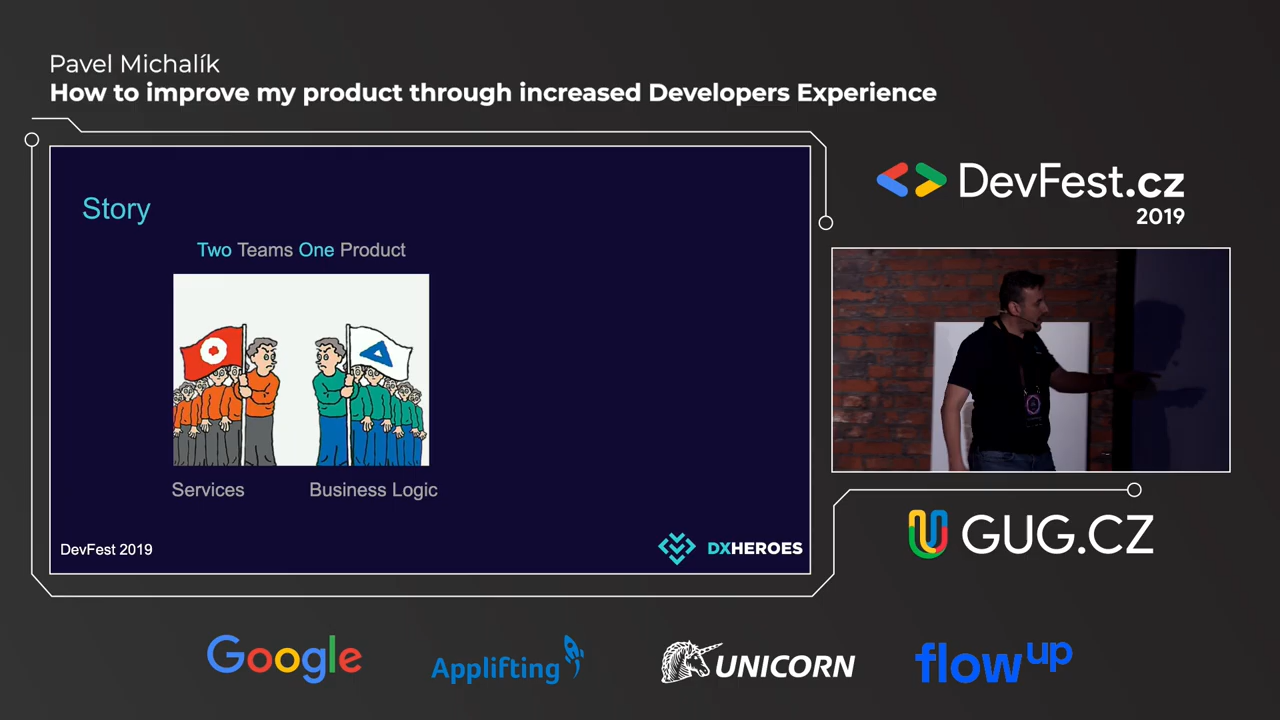 Pavel Michalík
How to improve my product through increased Developers Experience
Story
Two Teams One Product
Services
Business Logic
DevFest 2019
DXHEROES
DevFest.cz
2019
GUG.CZ
Google
Applifting
UNICORN
flowup